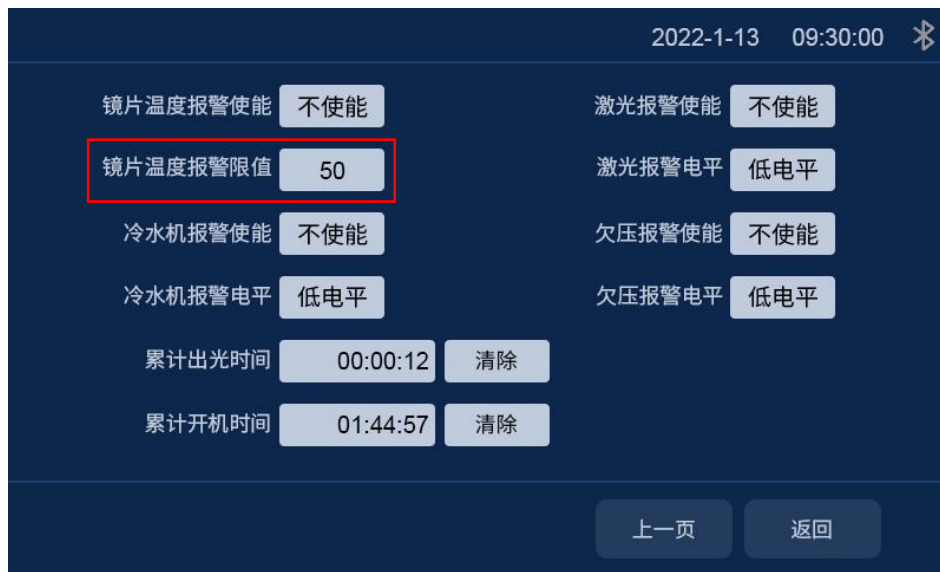 2022-1-13 09:30:00
镜片温度报警使能 不使能 激光报警使能 不使能
镜片温度报警限值 50 激光报警电平 低电平
冷水机报警使能 不使能 欠压报警使能 不使能
冷水机报警电平 低电平 欠压报警电平 低电平
累计出光时间 00:00:12 清除
累计开机时间 01:44:57 清除
上一页 返回